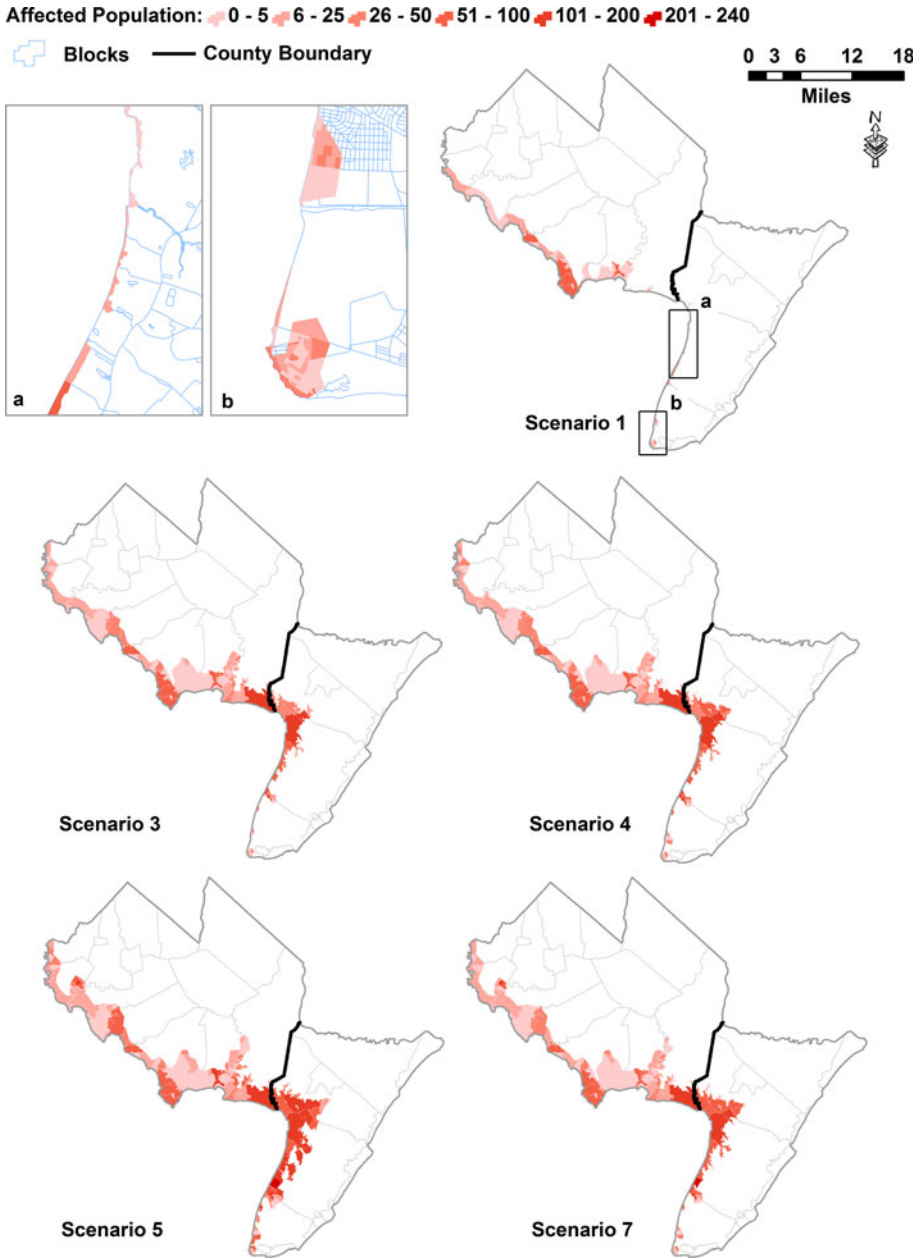 Affected Population: 0 - 5 6 - 25 26 - 50 51 - 100 101 - 200 201 - 240
Blocks County Boundary
0 3 6 12 18
Miles
N
a
b
a
b
Scenario 1
Scenario 3
Scenario 4
Scenario 5
Scenario 7